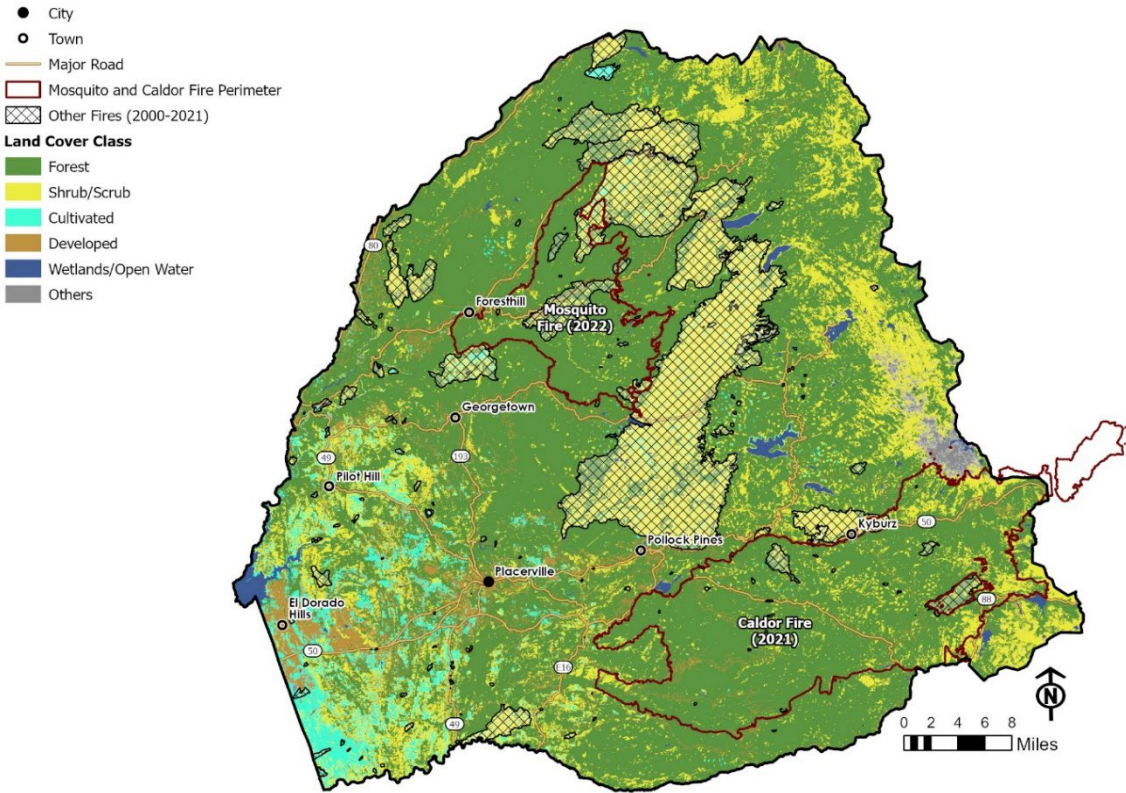 City
Town
Major Road
Mosquito and Caldor Fire Perimeter
Other Fires (2000-2021)
Land Cover Class
Forest
Shrub/Scrub
Cultivated
Developed
Wetlands/Open Water
Others
80
Foresthill
Mosquito
Fire (2022)
Georgetown
49
193
Pilot Hill
Kyburz
50
Pollock Pines
Placerville
El Dorado
Hills
88
Caldor Fire
(2021)
50
E16
49
N
0 2 4 6 8
Miles